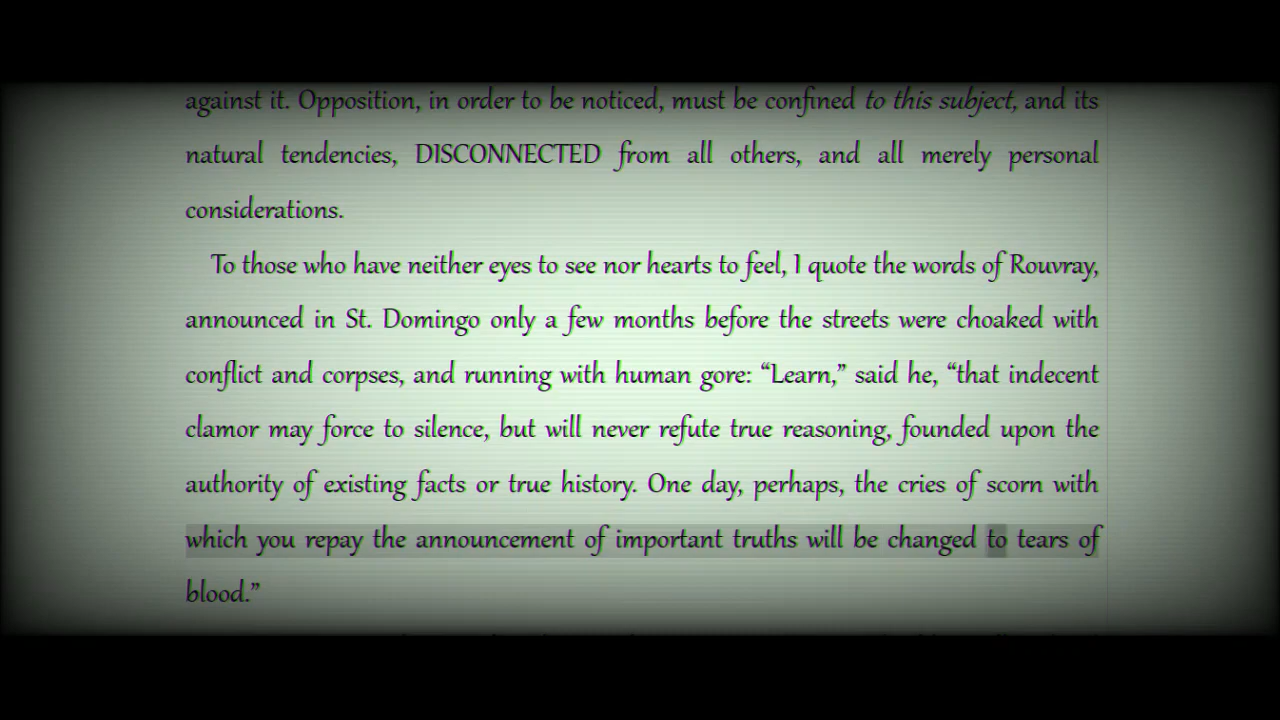 against it. Opposition, in order to be noticed, must be confined to this subject, and its
natural tendencies, DISCONNECTED from all others, and all merely personal
considerations.
To those who have neither eyes to see nor hearts to feel, I quote the words of Rouvray,
announced in St. Domingo only a few months before the streets were choaked with
conflict and corpses, and running with human gore: “Learn,” said he, “that indecent
clamor may force to silence, but will never refute true reasoning, founded upon the
authority of existing facts or true history. One day, perhaps, the cries of scorn with
which you repay the announcement of important truths will be changed to tears of
blood.”